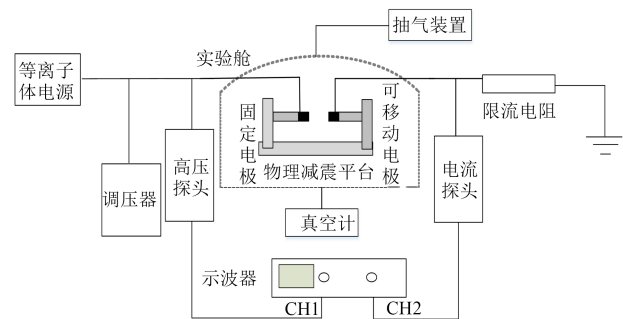 抽气装置
实验舱
等离子
体电源
可移动电极
固定电极
限流电阻
高压
探头
物理减震平台
电流
探头
调压器
真空计
示波器
CH1
CH2